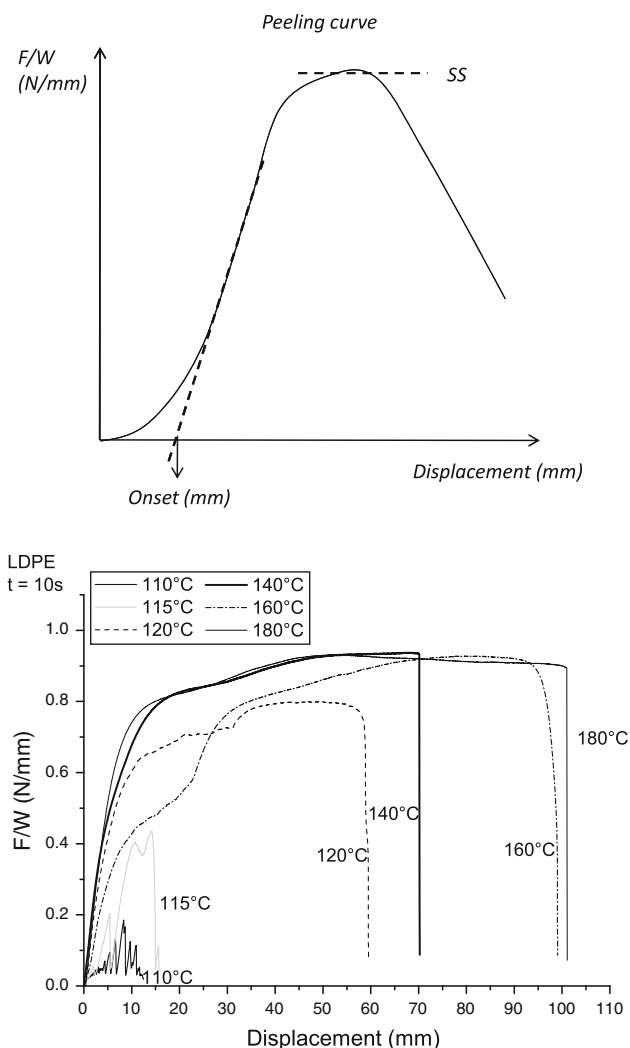 Peeling curve
F/W
(N/mm)
SS
Displacement (mm)
Onset (mm)
LDPE
t = 10s
110°C 140°C
115°C 160°C
120°C 180°C
1.0
0.8
0.6
0.4
0.2
0.0
F/W (N/mm)
180°C
140°C
120°C
160°C
115°C
110°C
0 10 20 30 40 50 60 70 80 90 100 110
Displacement (mm)